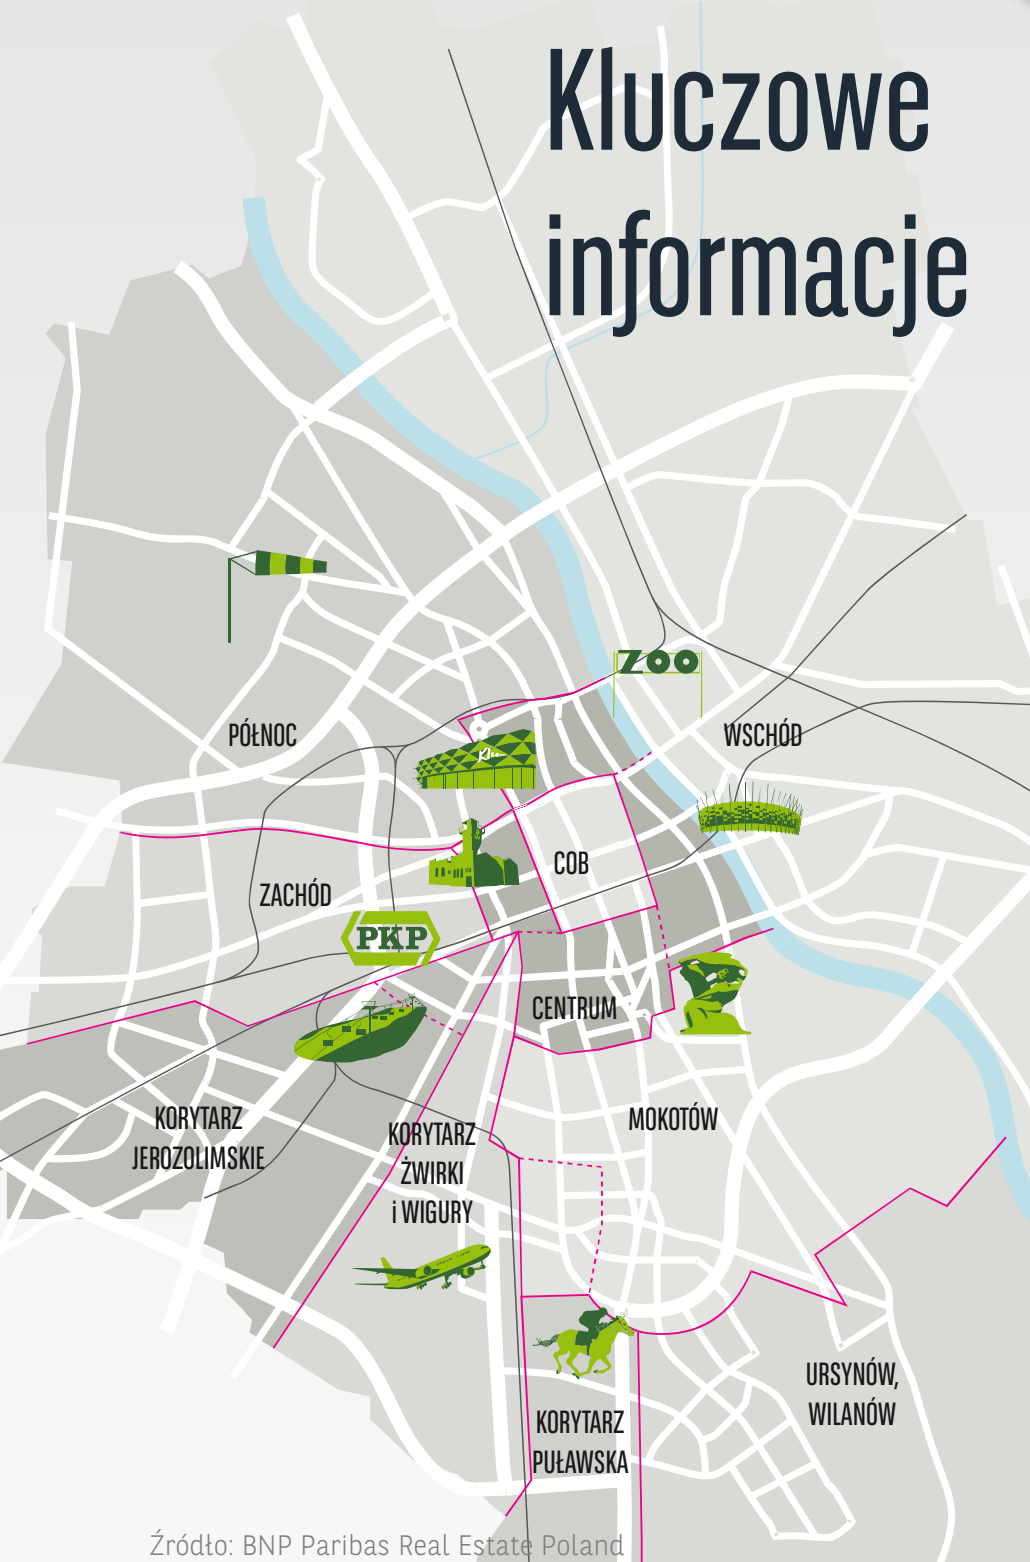 Kluczowe
informacje
ZOO
PÓŁNOC
WSCHÓD
COB
ZACHÓD
PKP
CENTRUM
KORYTARZ
JEROZOLIMSKIE
MOKOTÓW
KORYTARZ
ŻWIRKI
i WIGURY
URSYNÓW,
WILANÓW
KORYTARZ
PUŁAWSKA
Źródło: BNP Paribas Real Estate Poland